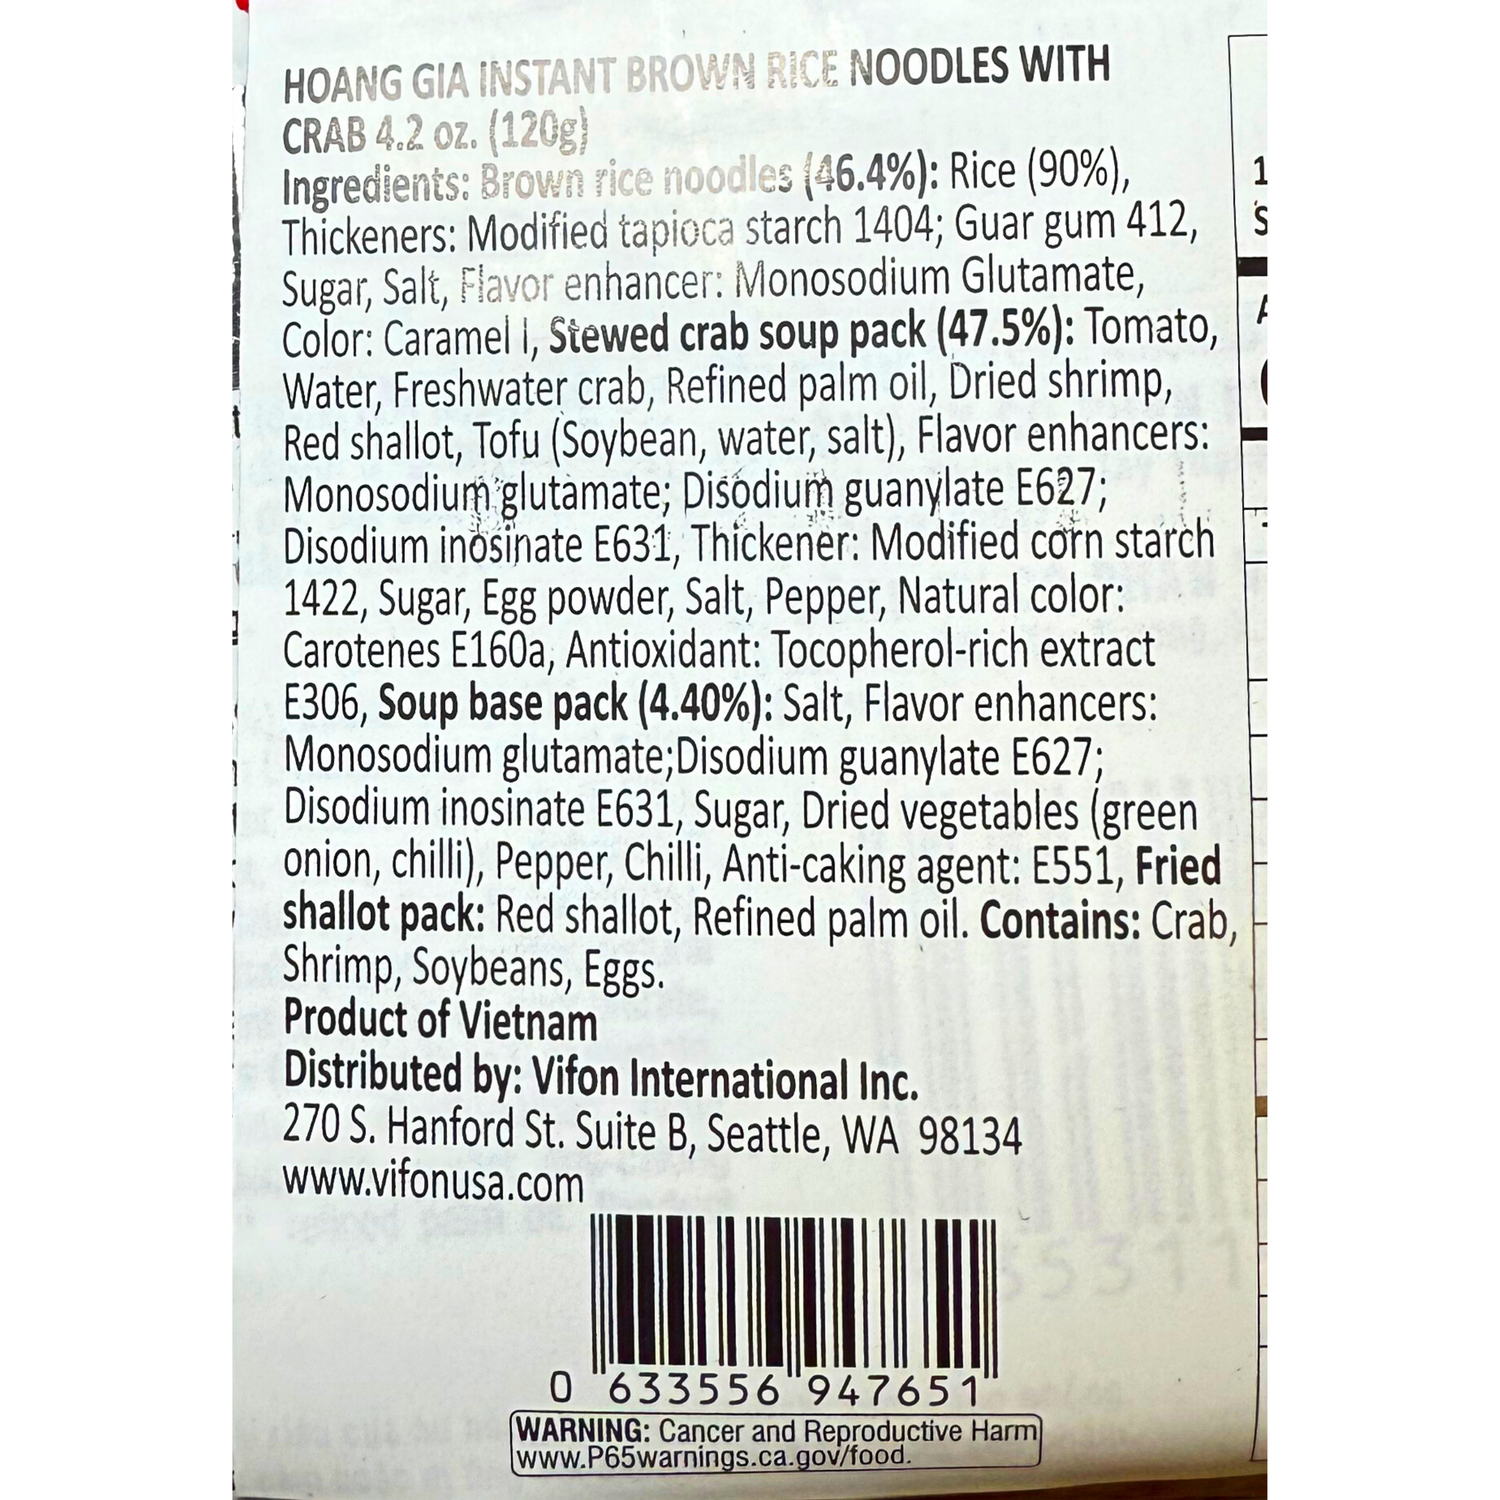 HOANG GIA INSTANT BROWN RICE NOODLES WITH
CRAB 4.2 oz. (120g)
Ingredients: Brown rice noodles (46.4%): Rice (90%),
Thickeners: Modified tapioca starch 1404; Guar gum 412,
Sugar, Salt, Flavor enhancer: Monosodium Glutamate,
Color: Caramel I, Stewed crab soup pack (47.5%): Tomato,
Water, Freshwater crab, Refined palm oil, Dried shrimp,
Red shallot, Tofu (Soybean, water, salt), Flavor enhancers:
Monosodium glutamate; Disodium guanylate E627;
Disodium inosinate E631, Thickener: Modified corn starch
1422, Sugar, Egg powder, Salt, Pepper, Natural color:
Carotenes E160a, Antioxidant: Tocopherol-rich extract
E306, Soup base pack (4.40%): Salt, Flavor enhancers:
Monosodium glutamate;Disodium guanylate E627;
Disodium inosinate E631, Sugar, Dried vegetables (green
onion, chilli), Pepper, Chilli, Anti-caking agent: E551, Fried
shallot pack: Red shallot, Refined palm oil. Contains: Crab,
Shrimp, Soybeans, Eggs.
Product of Vietnam
Distributed by: Vifon International Inc.
270 S. Hanford St. Suite B, Seattle, WA 98134
www.vifonusa.com
0 633556 947651
WARNING: Cancer and Reproductive Harm
www.P65warnings.ca.gov/food.